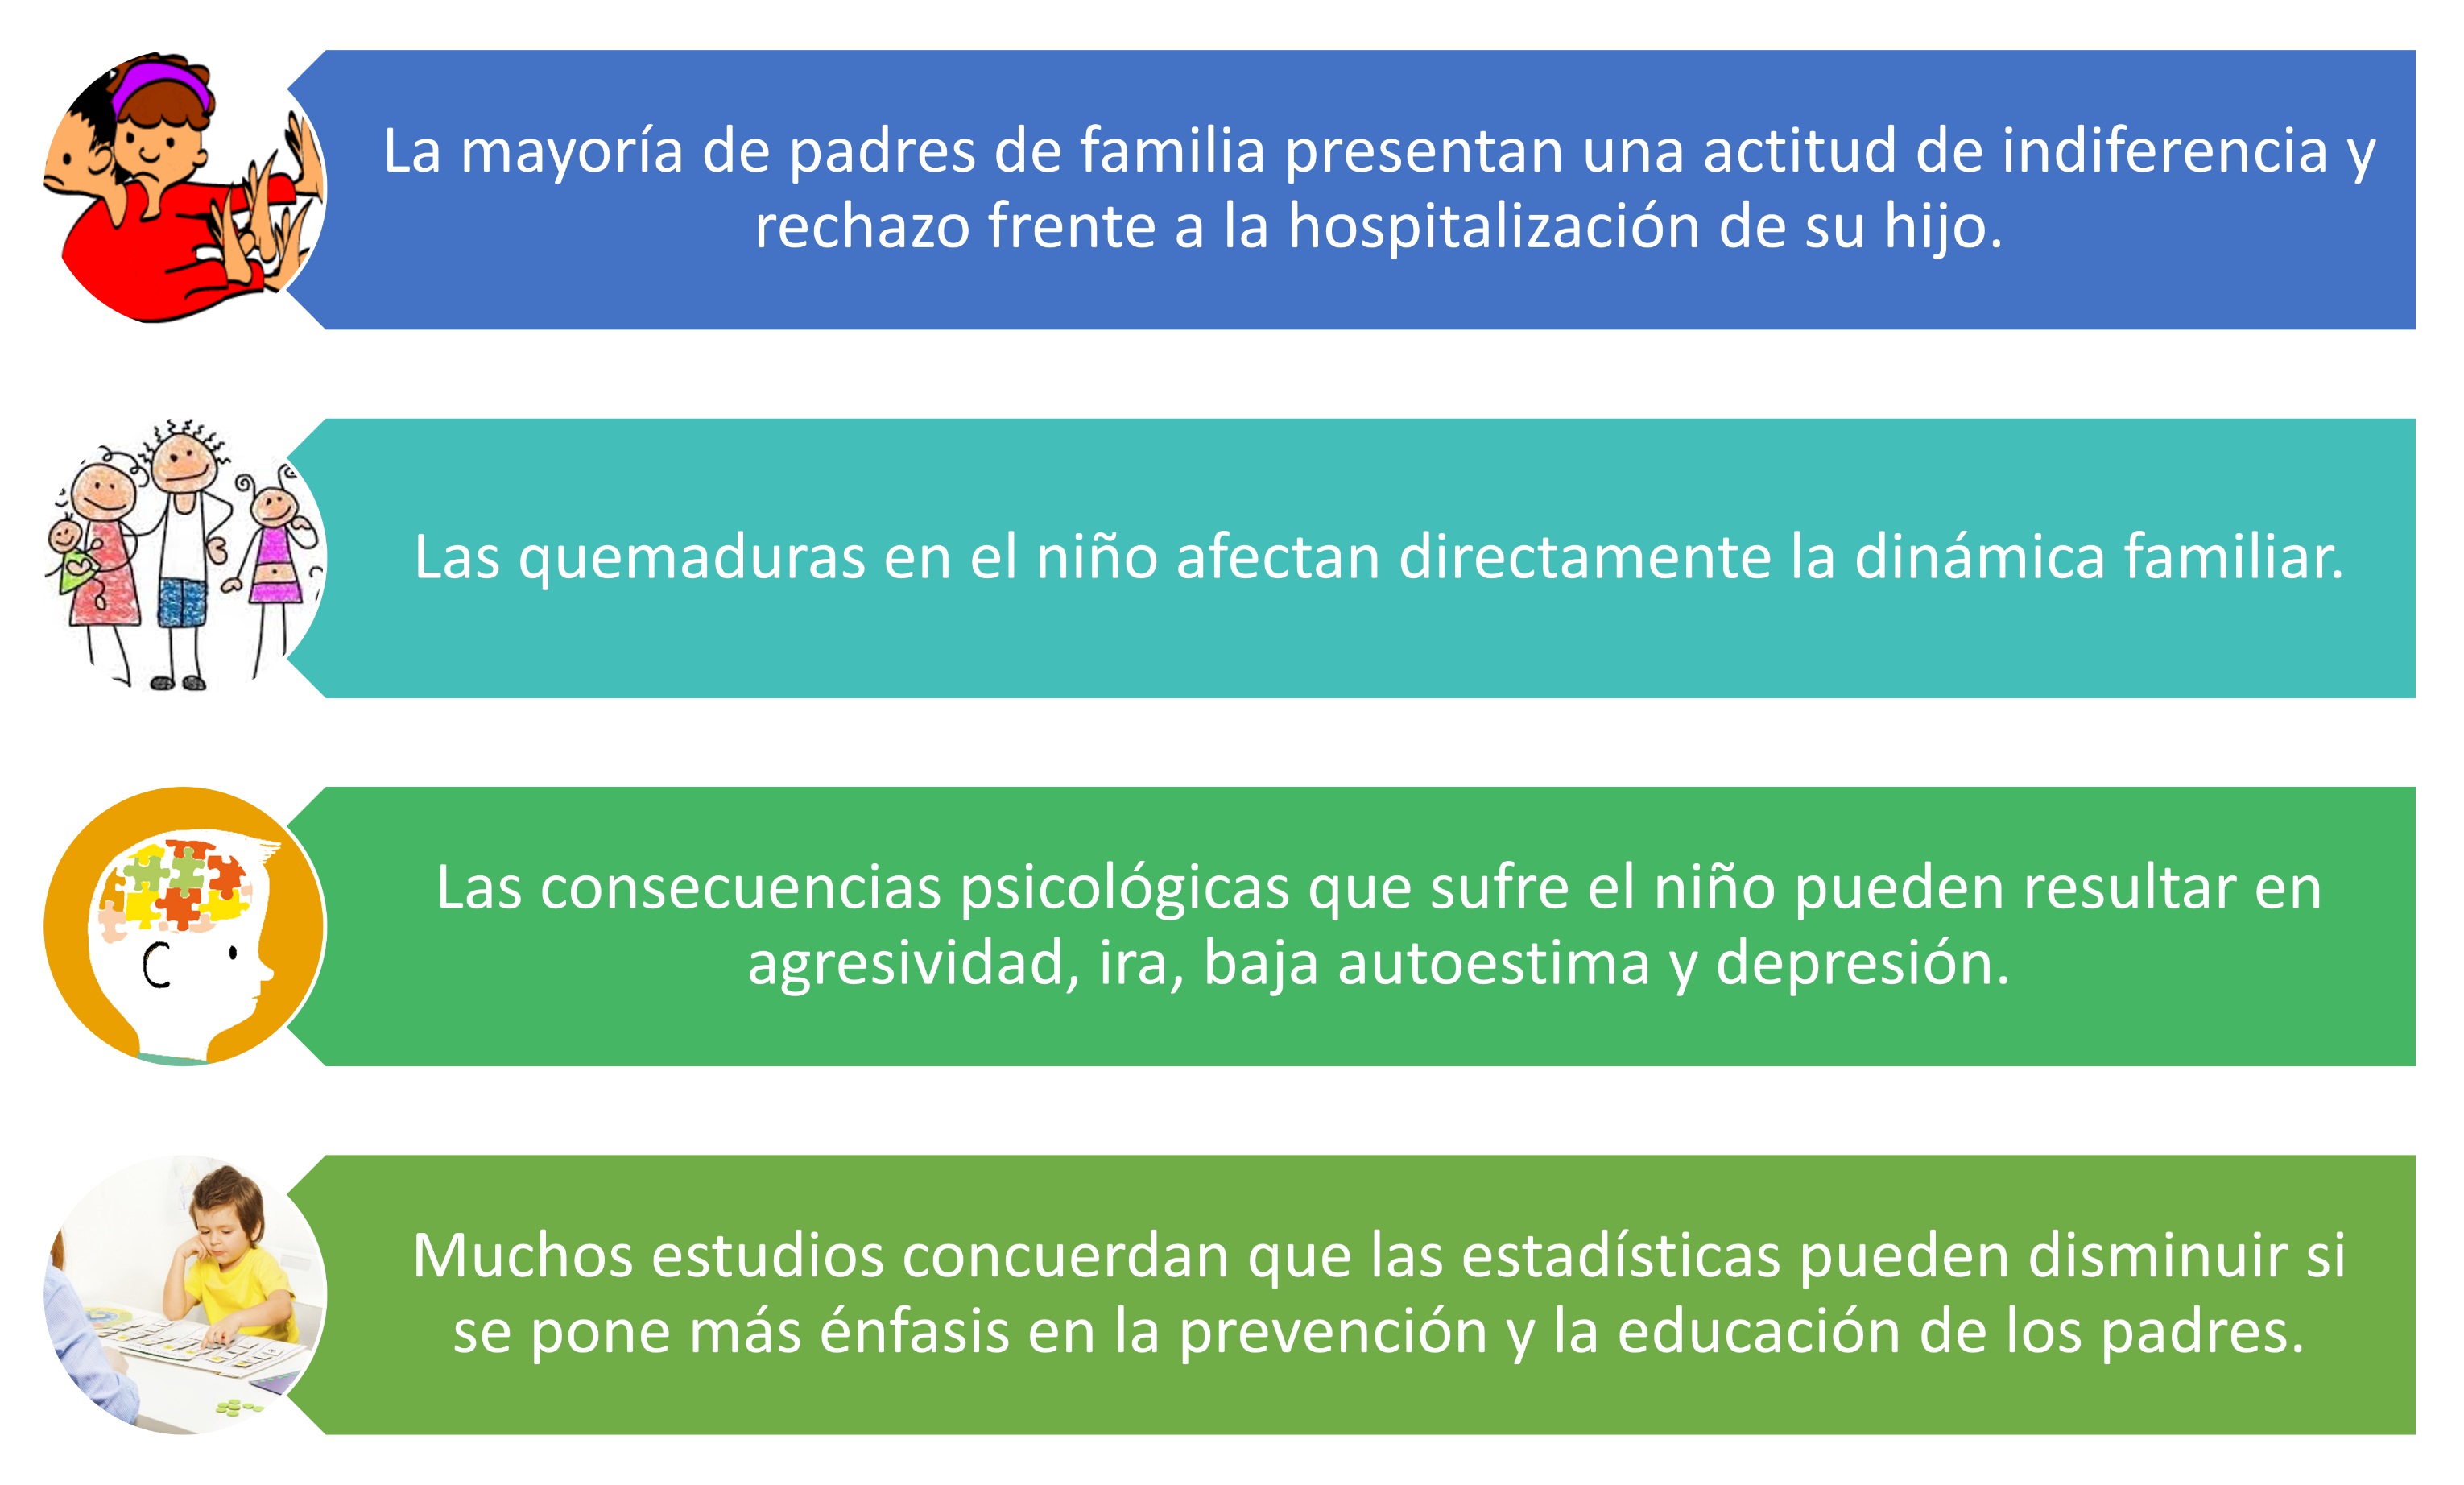 La mayoría de padres de familia presentan una actitud de indiferencia y
rechazo frente a la hospitalización de su hijo.
Las quemaduras en el niño afectan directamente la dinámica familiar.
Las consecuencias psicológicas que sufre el niño pueden resultar en
agresividad, ira, baja autoestima y depresión.
Muchos estudios concuerdan que las estadísticas pueden disminuir si
se pone más énfasis en la prevención y la educación de los padres.